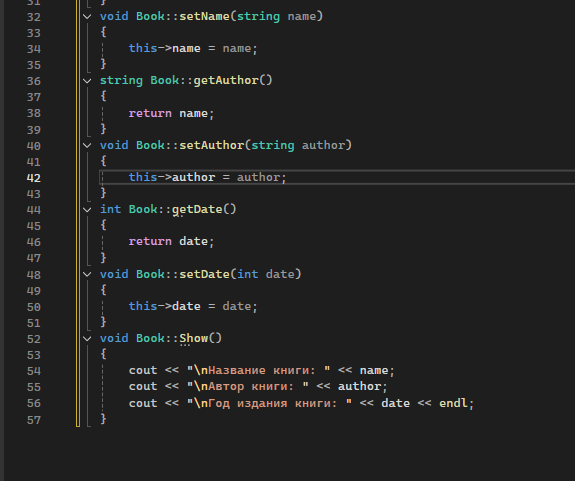 31 }
32 void Book::setName(string name)
33 {
34 this->name = name;
35 }
36 string Book::getAuthor()
37 {
38 return name;
39 }
40 void Book::setAuthor(string author)
41 {
42 this->author = author;
43 }
44 int Book::getDate()
45 {
46 return date;
47 }
48 void Book::setDate(int date)
49 {
50 this->date = date;
51 }
52 void Book::Show()
53 {
54 cout << "\nНазвание книги: " << name;
55 cout << "\nАвтор книги: " << author;
56 cout << "\nГод издания книги: " << date << endl;
57 }